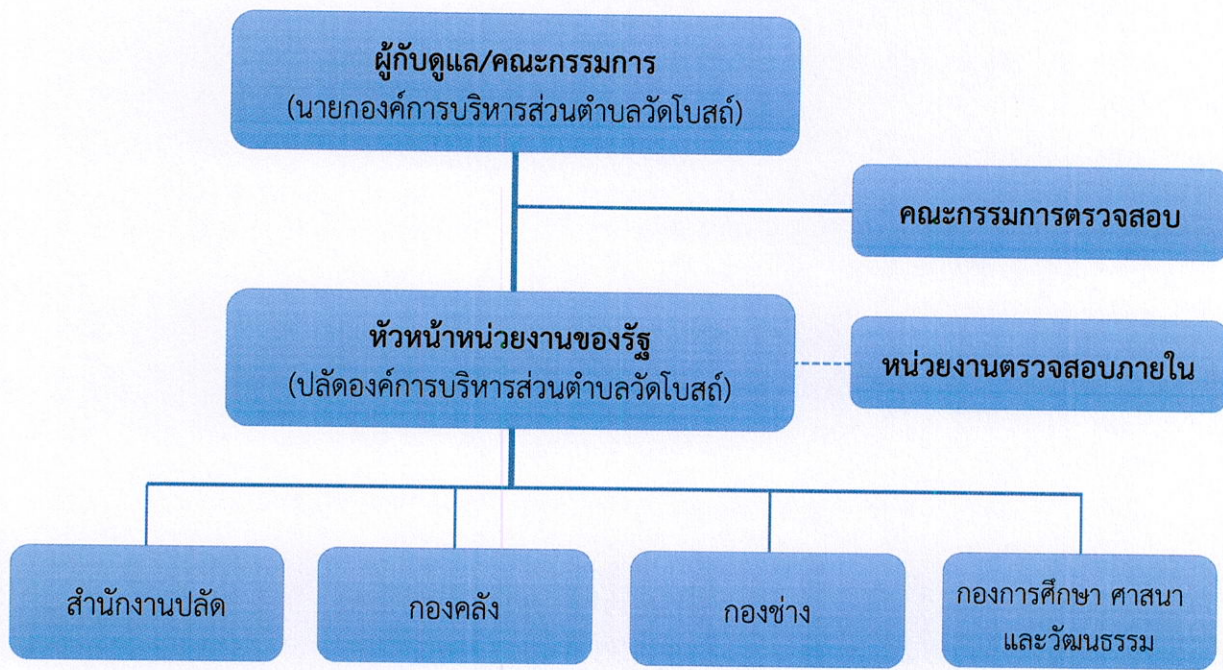 ผู้กับดูแล/คณะกรรมการ
(นายกองค์การบริหารส่วนตำบลวัดโบสถ์)
คณะกรรมการตรวจสอบ
หัวหน้าหน่วยงานของรัฐ
(ปลัดองค์การบริหารส่วนตำบลวัดโบสถ์)
หน่วยงานตรวจสอบภายใน
สำนักงานปลัด
กองคลัง
กองช่าง
กองการศึกษา ศาสนา
และวัฒนธรรม